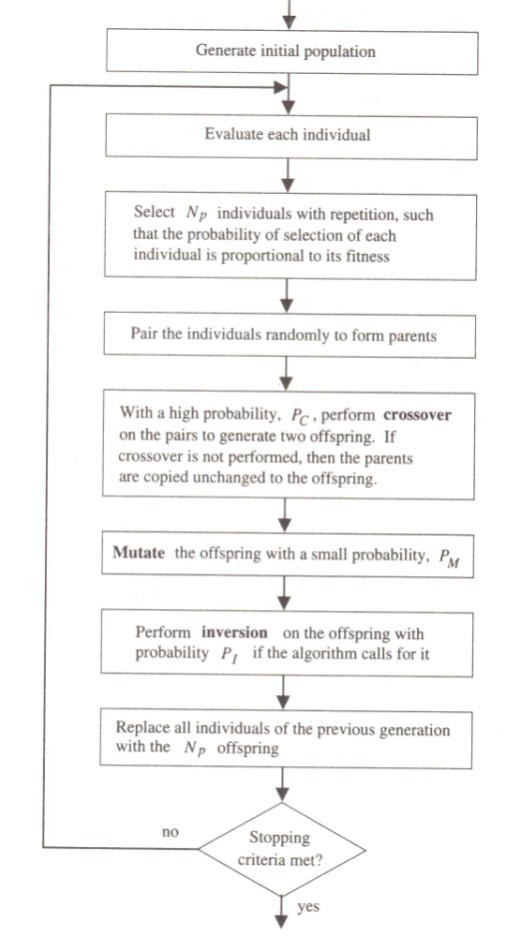 Generate initial population
Evaluate each individual
Select N_P individuals with repetition, such
that the probability of selection of each
individual is proportional to its fitness
Pair the individuals randomly to form parents
With a high probability, P_C, perform crossover
on the pairs to generate two offspring. If
crossover is not performed, then the parents
are copied unchanged to the offspring.
Mutate the offspring with a small probability, P_M
Perform inversion on the offspring with
probability P_I if the algorithm calls for it
Replace all individuals of the previous generation
with the N_P offspring
no
Stopping
criteria met?
yes